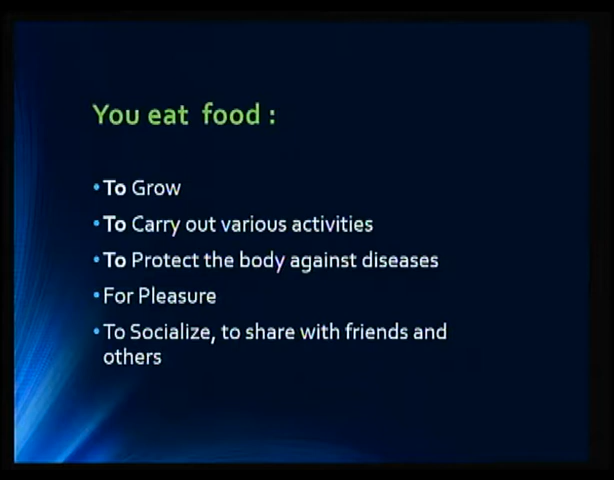 You eat food :
• To Grow
• To Carry out various activities
• To Protect the body against diseases
• For Pleasure
• To Socialize, to share with friends and
others